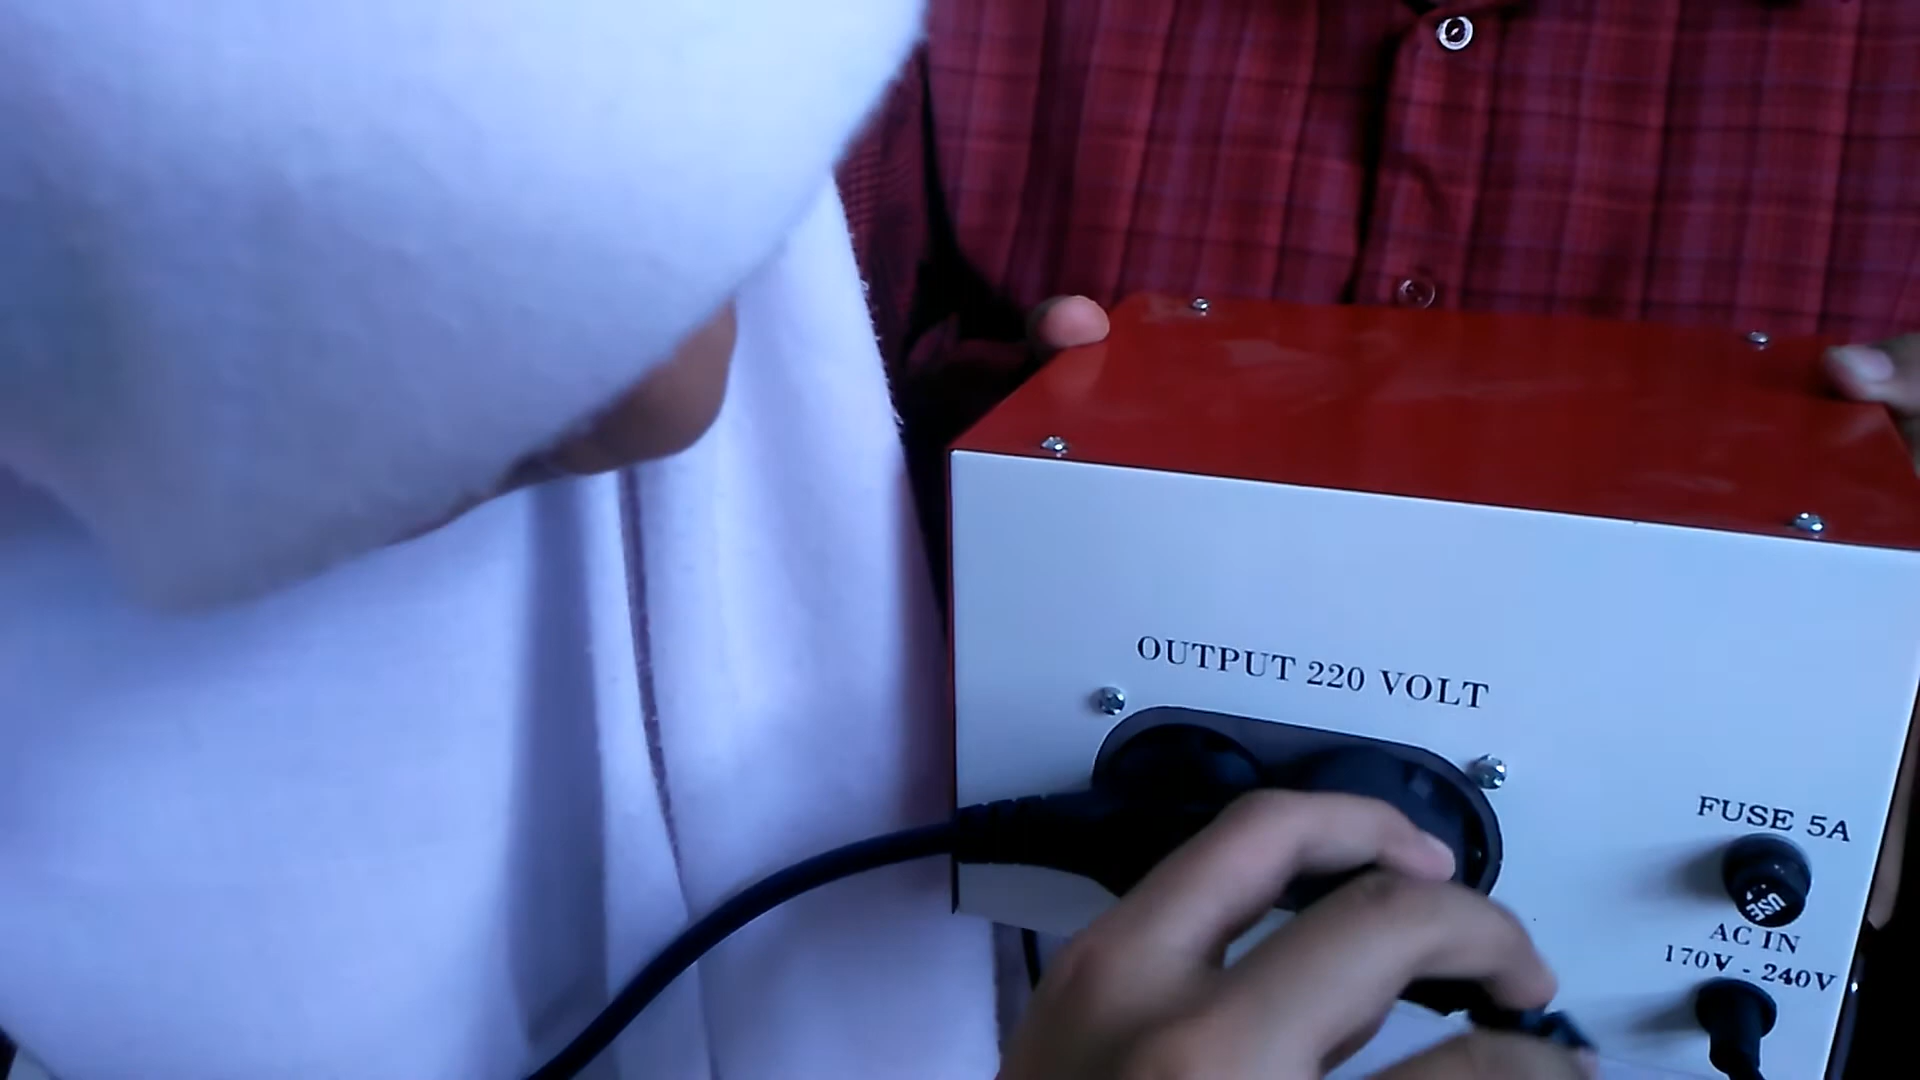 OUTPUT 220 VOLT
FUSE 5A
USE
AC IN
170V - 240V